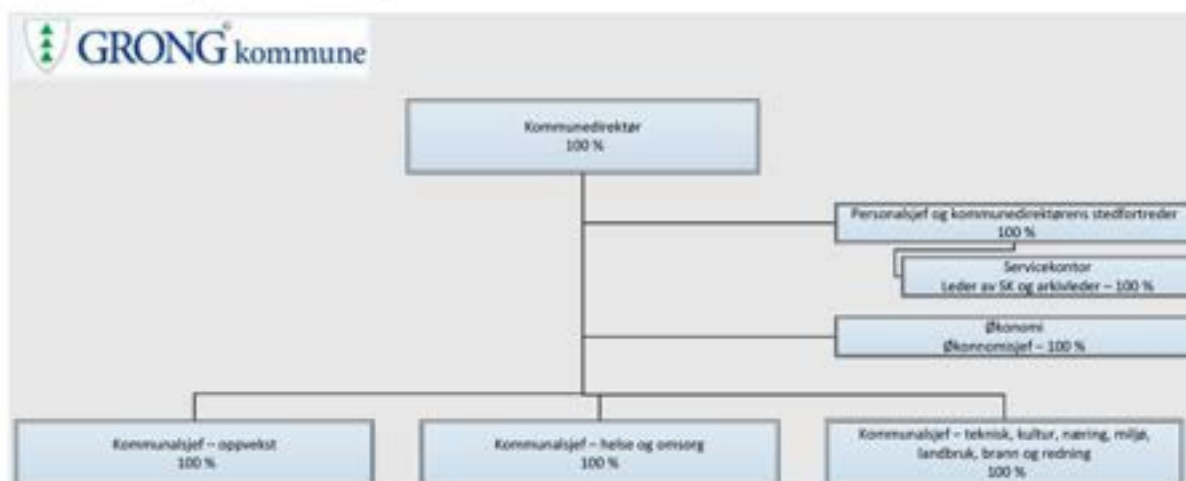 GRONG kommune
Kommunedirektør
100 %
Personalsjef og kommunedirektørens stedfortreder
100 %
Servicekontor
Leder av SK og arkivleder – 100 %
Økonomi
Økonnomisjef – 100 %
Kommunalsjef – oppvekst
100 %
Kommunalsjef – helse og omsorg
100 %
Kommunalsjef – teknisk, kultur, næring, miljø,
landbruk, brann og redning
100 %